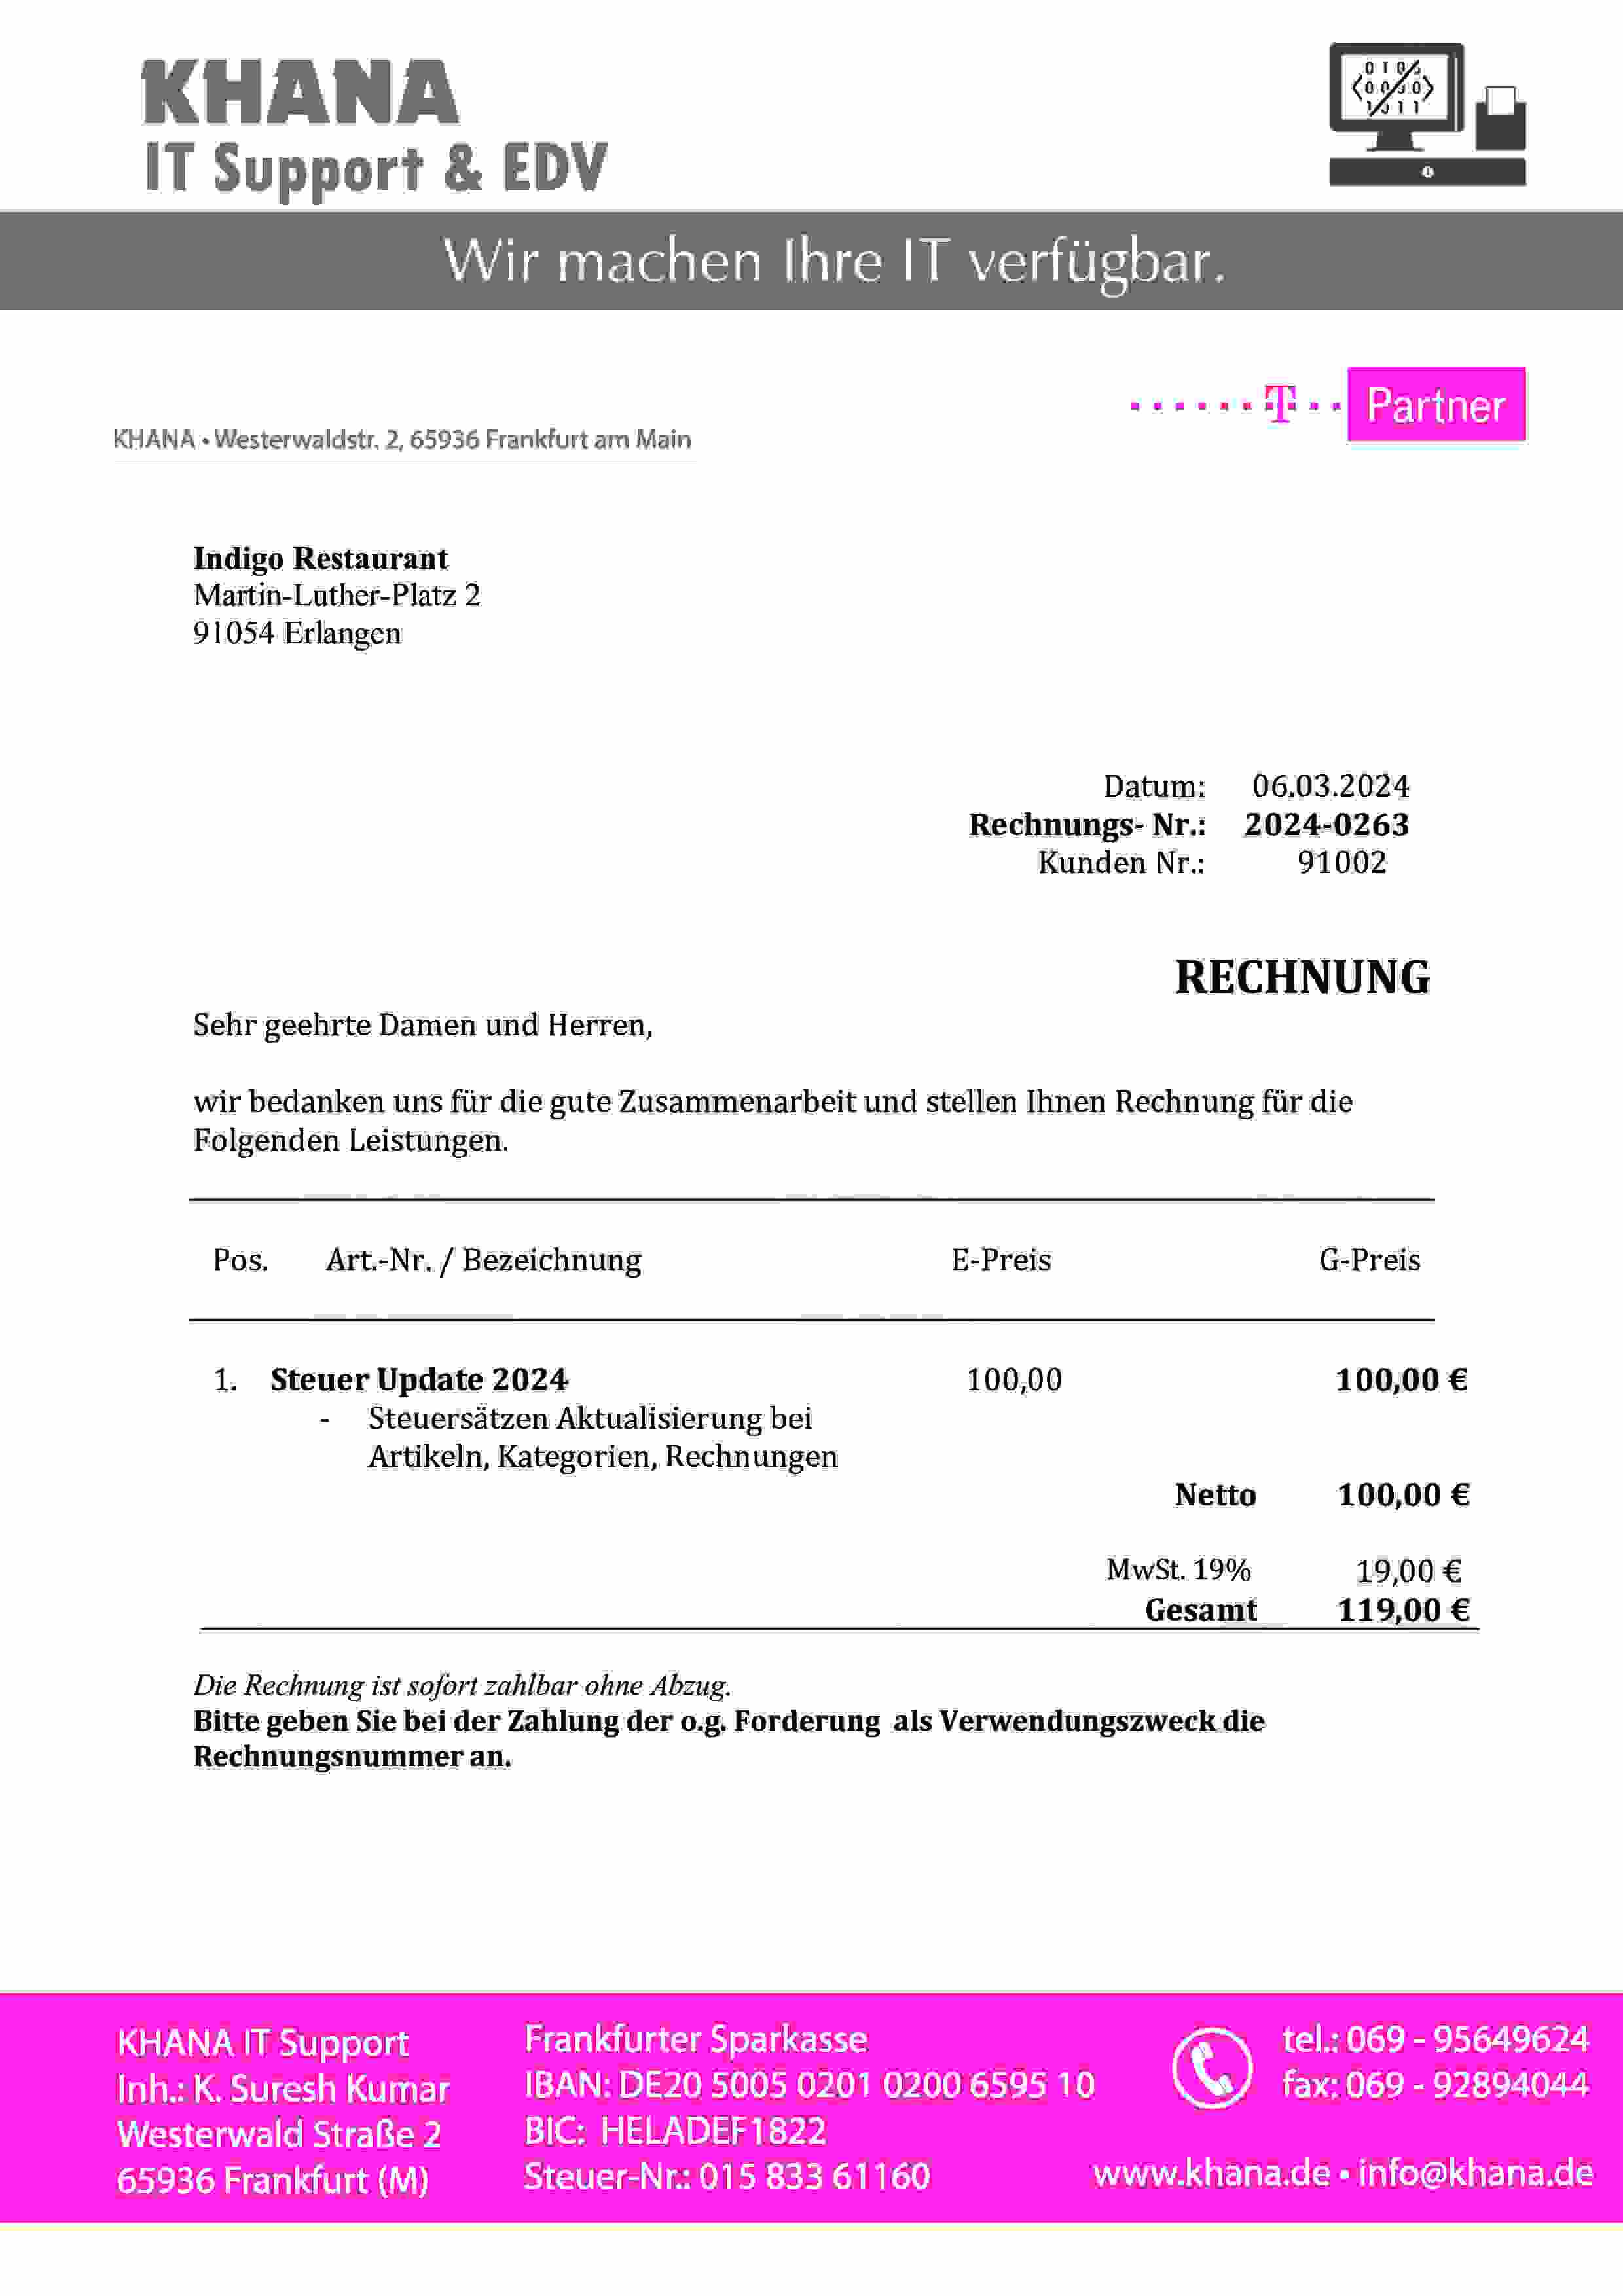 KHANA
IT Support & EDV
Wir machen Ihre IT verfügbar.
T Partner
KHANA • Westerwaldstr. 2, 65936 Frankfurt am Main
Indigo Restaurant
Martin-Luther-Platz 2
91054 Erlangen
Datum: 06.03.2024
Rechnungs- Nr.: 2024-0263
Kunden Nr.: 91002
RECHNUNG
Sehr geehrte Damen und Herren,
wir bedanken uns für die gute Zusammenarbeit und stellen Ihnen Rechnung für die
Folgenden Leistungen.
Pos. Art.-Nr. / Bezeichnung E-Preis G-Preis
1. Steuer Update 2024 100,00 100,00 €
- Steuersätzen Aktualisierung bei
Artikeln, Kategorien, Rechnungen
Netto 100,00 €
MwSt. 19% 19,00 €
Gesamt 119,00 €
Die Rechnung ist sofort zahlbar ohne Abzug.
Bitte geben Sie bei der Zahlung der o.g. Forderung als Verwendungszweck die
Rechnungsnummer an.
KHANA IT Support
Inh.: K. Suresh Kumar
Westerwald Straße 2
65936 Frankfurt (M)
Frankfurter Sparkasse
IBAN: DE20 5005 0201 0200 6595 10
BIC: HELADEF1822
Steuer-Nr.: 015 833 61160
tel.: 069 - 95649624
fax: 069 - 92894044
www.khana.de • info@khana.de